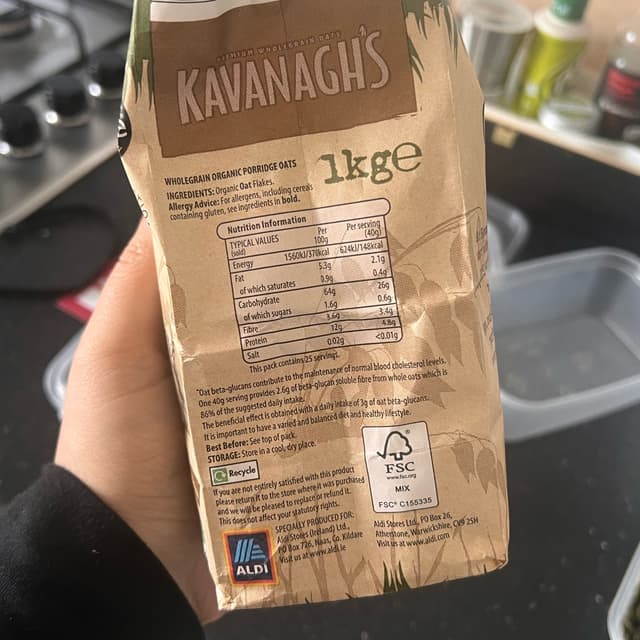 PREMIUM WHOLEGRAIN OATS
KAVANAGH'S
1kg℮
WHOLEGRAIN ORGANIC PORRIDGE OATS
INGREDIENTS: Organic Oat Flakes.
Allergy Advice: For allergens, including cereals
containing gluten, see ingredients in bold.
Nutrition Information
TYPICAL VALUES Per Per serving
(sold) 100g (40g)
Energy 1560kJ/370kcal 624kJ/148kcal
Fat 5.3g 2.1g
of which saturates 0.9g 0.4g
Carbohydrate 64g 26g
of which sugars 1.6g 0.6g
Fibre 8.6g 3.4g
Protein 12g 4.8g
Salt 0.02g <0.01g
This pack contains 25 servings.
*Oat beta-glucans contribute to the maintenance of normal blood cholesterol levels.
One 40g serving provides 2.6g of beta-glucan soluble fibre from whole oats which is
86% of the suggested daily intake.
The beneficial effect is obtained with a daily intake of 3g of oat beta-glucans.
It is important to have a varied and balanced diet and healthy lifestyle.
Best Before: See top of pack.
STORAGE: Store in a cool, dry place.
Recycle
If you are not entirely satisfied with this product
please return it to the store where it was purchased
and we will be pleased to replace or refund it.
This does not affect your statutory rights.
FSC
www.fsc.org
MIX
FSC® C155335
ALDI
SPECIALLY PRODUCED FOR:
Aldi Stores (Ireland) Ltd.,
PO Box 726, Naas, Co. Kildare
Visit us at www.aldi.ie
Aldi Stores Ltd., PO Box 26,
Atherstone, Warwickshire, CV9 2SH
Visit us at www.aldi.com